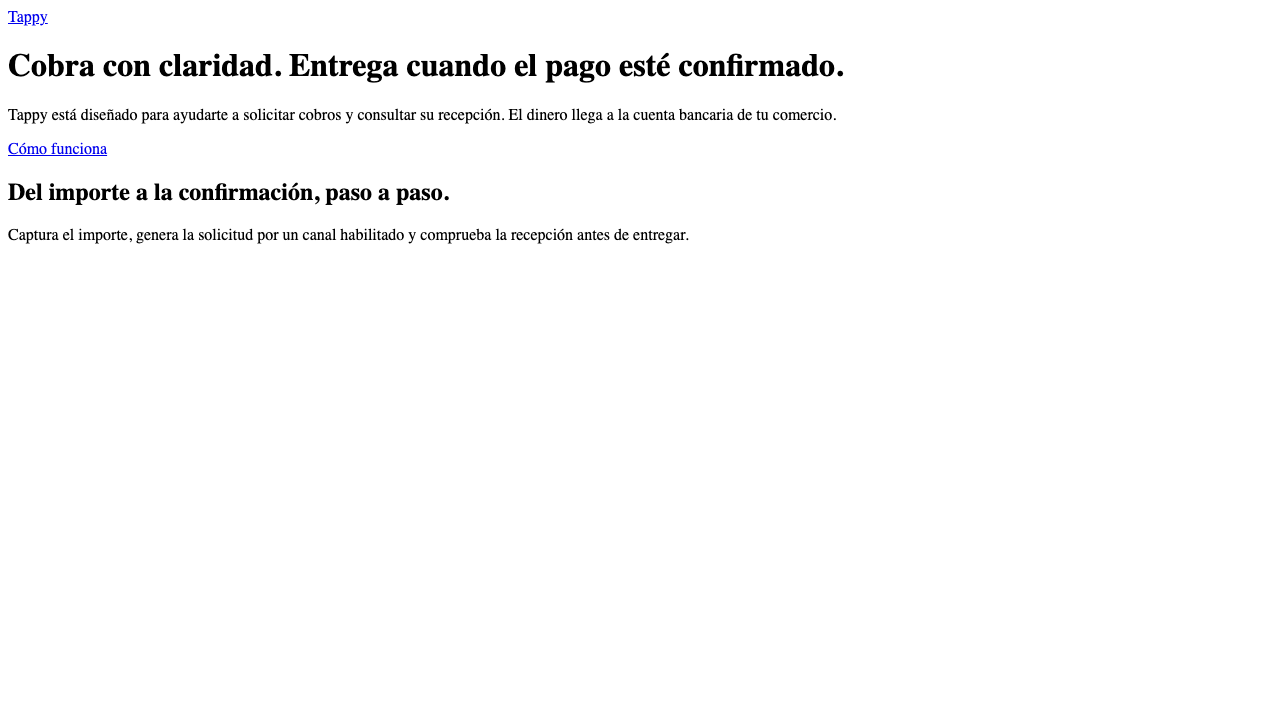 Tappy
Cobra con claridad. Entrega cuando el pago esté confirmado.
Tappy está diseñado para ayudarte a solicitar cobros y consultar su recepción. El dinero llega a la cuenta bancaria de tu comercio.
Cómo funciona
Del importe a la confirmación, paso a paso.
Captura el importe, genera la solicitud por un canal habilitado y comprueba la recepción antes de entregar.